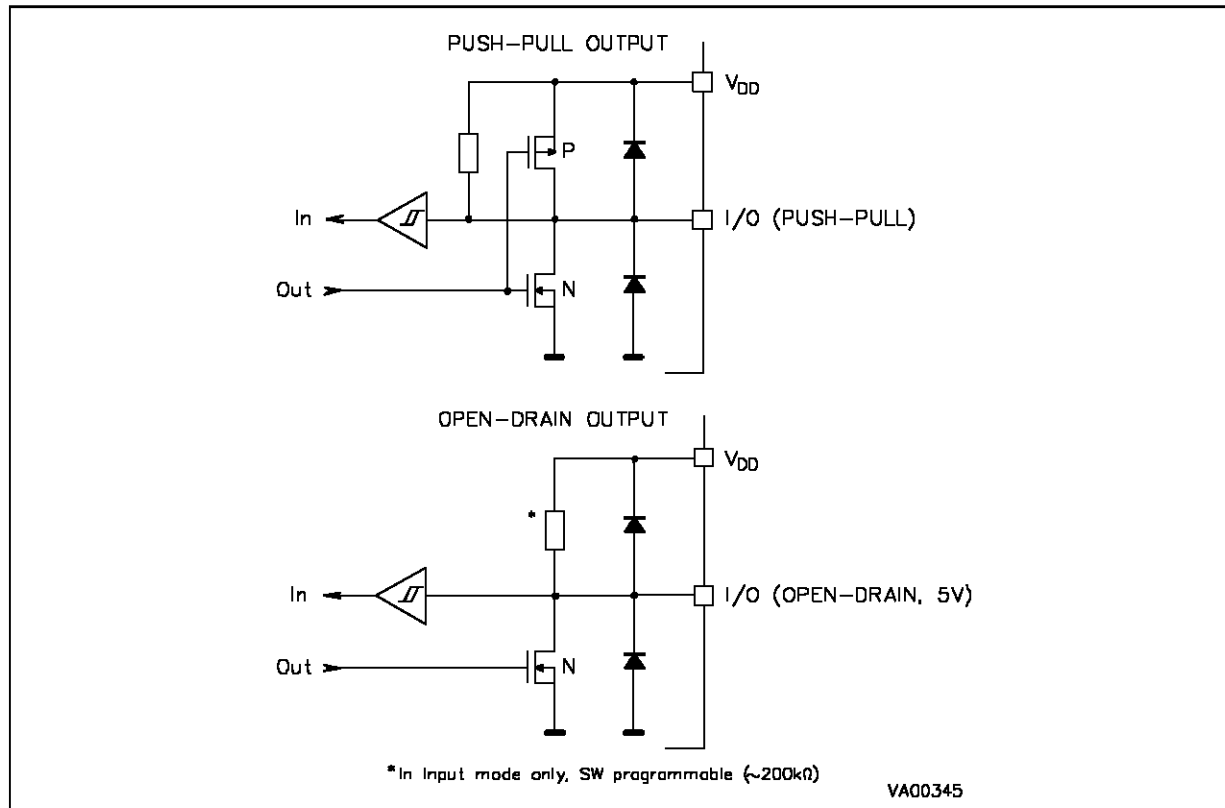 PUSH-PULL OUTPUT
V_DD
P
In
I/O (PUSH-PULL)
Out
N
OPEN-DRAIN OUTPUT
V_DD
*
In
I/O (OPEN-DRAIN, 5V)
Out
N
*In Input mode only, SW programmable (~200kΩ)
VA00345